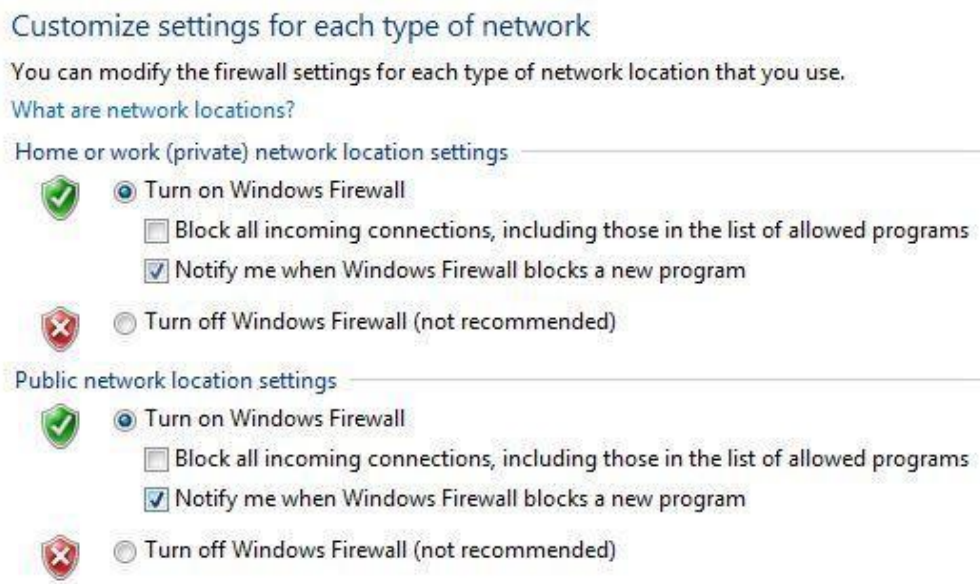 Customize settings for each type of network
You can modify the firewall settings for each type of network location that you use.
What are network locations?
Home or work (private) network location settings
Turn on Windows Firewall
Block all incoming connections, including those in the list of allowed programs
Notify me when Windows Firewall blocks a new program
Turn off Windows Firewall (not recommended)
Public network location settings
Turn on Windows Firewall
Block all incoming connections, including those in the list of allowed programs
Notify me when Windows Firewall blocks a new program
Turn off Windows Firewall (not recommended)